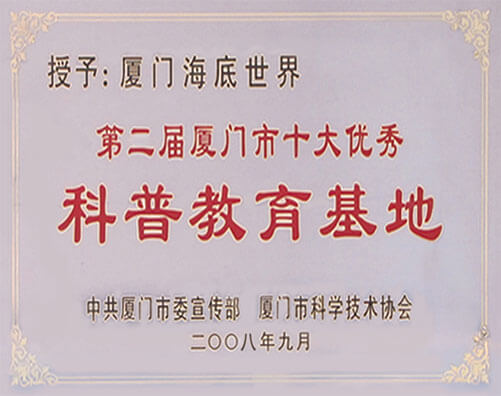 授予:厦门海底世界
第二届厦门市十大优秀
科普教育基地
中共厦门市委宣传部 厦门市科学技术协会
二〇〇八年九月